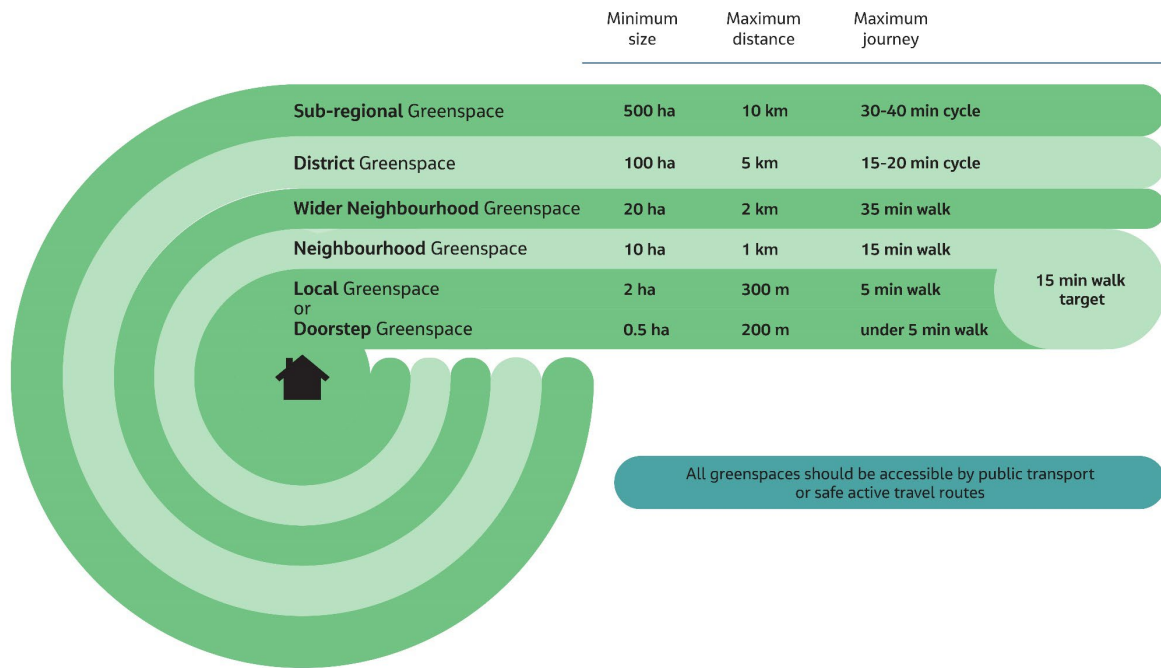 Minimum size
Maximum distance
Maximum journey
Sub-regional Greenspace 500 ha 10 km 30-40 min cycle
District Greenspace 100 ha 5 km 15-20 min cycle
Wider Neighbourhood Greenspace 20 ha 2 km 35 min walk
Neighbourhood Greenspace 10 ha 1 km 15 min walk
Local Greenspace 2 ha 300 m 5 min walk
or
Doorstep Greenspace 0.5 ha 200 m under 5 min walk
15 min walk
target
All greenspaces should be accessible by public transport
or safe active travel routes